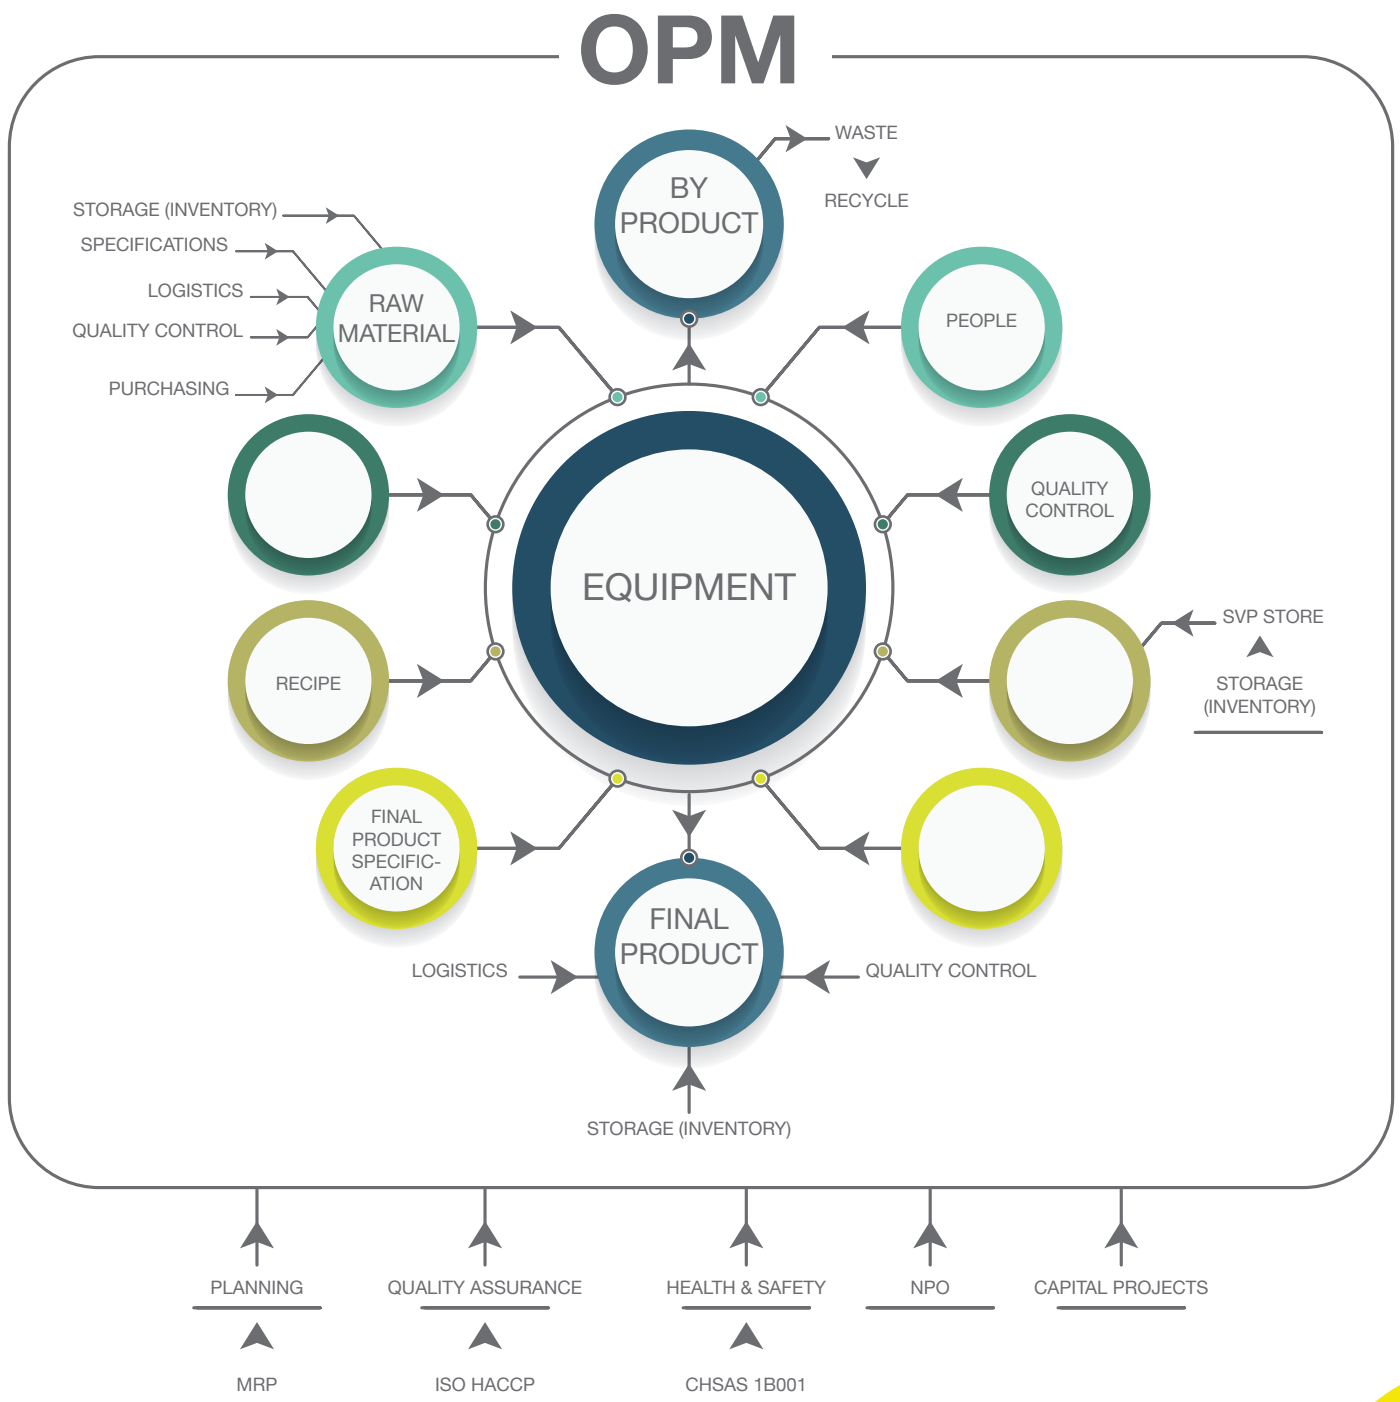 OPM
WASTE
RECYCLE
BY
PRODUCT
STORAGE (INVENTORY)
SPECIFICATIONS
LOGISTICS
QUALITY CONTROL
PURCHASING
RAW
MATERIAL
PEOPLE
QUALITY
CONTROL
EQUIPMENT
RECIPE
SVP STORE
STORAGE
(INVENTORY)
FINAL
PRODUCT
SPECIFIC-
ATION
FINAL
PRODUCT
LOGISTICS
QUALITY CONTROL
STORAGE (INVENTORY)
PLANNING
QUALITY ASSURANCE
HEALTH & SAFETY
NPO
CAPITAL PROJECTS
MRP
ISO HACCP
CHSAS 1B001